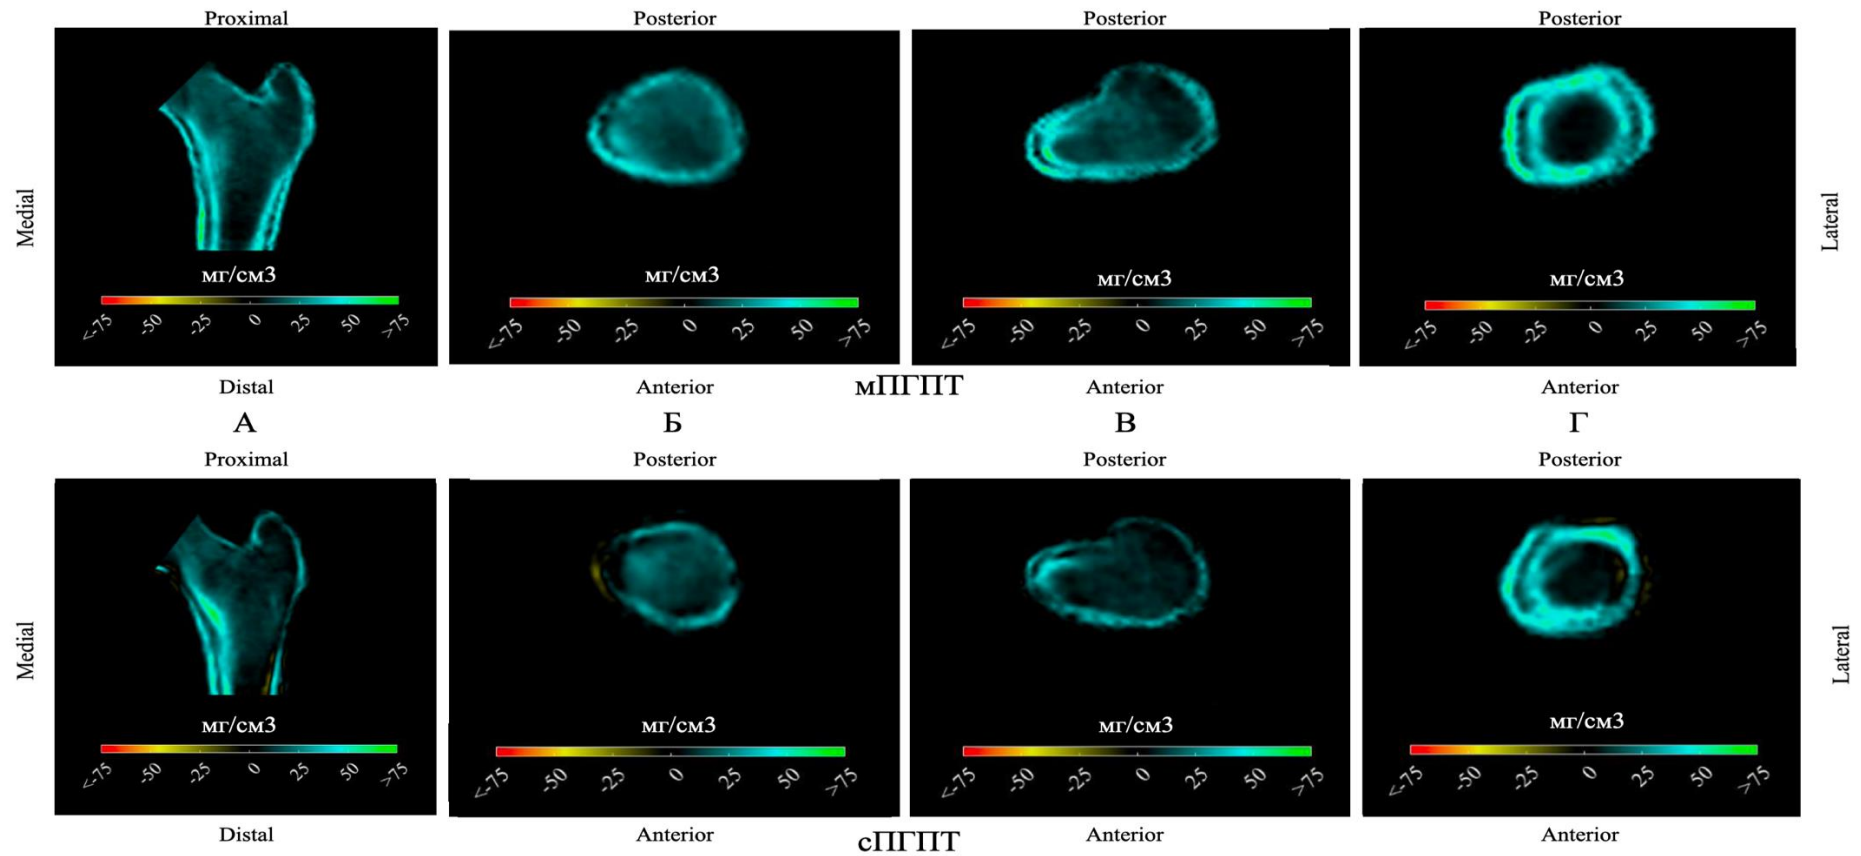 Proximal Posterior Posterior Posterior
Medial
Lateral
мг/см3 мг/см3 мг/см3 мг/см3
<-75 -50 -25 0 25 50 >75 <-75 -50 -25 0 25 50 >75 <-75 -50 -25 0 25 50 >75 <-75 -50 -25 0 25 50 >75
Distal Anterior мПГПТ Anterior Anterior
А Б В Г
Proximal Posterior Posterior Posterior
Medial
Lateral
мг/см3 мг/см3 мг/см3 мг/см3
<-75 -50 -25 0 25 50 >75 <-75 -50 -25 0 25 50 >75 <-75 -50 -25 0 25 50 >75 <-75 -50 -25 0 25 50 >75
Distal Anterior сПГПТ Anterior Anterior